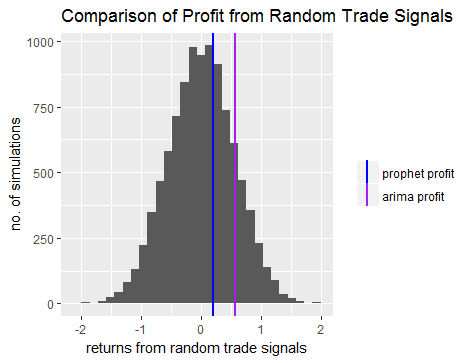 Comparison of Profit from Random Trade Signals
1000
750
500
250
0
no. of simulations
-2 -1 0 1 2
returns from random trade signals
prophet profit
arima profit